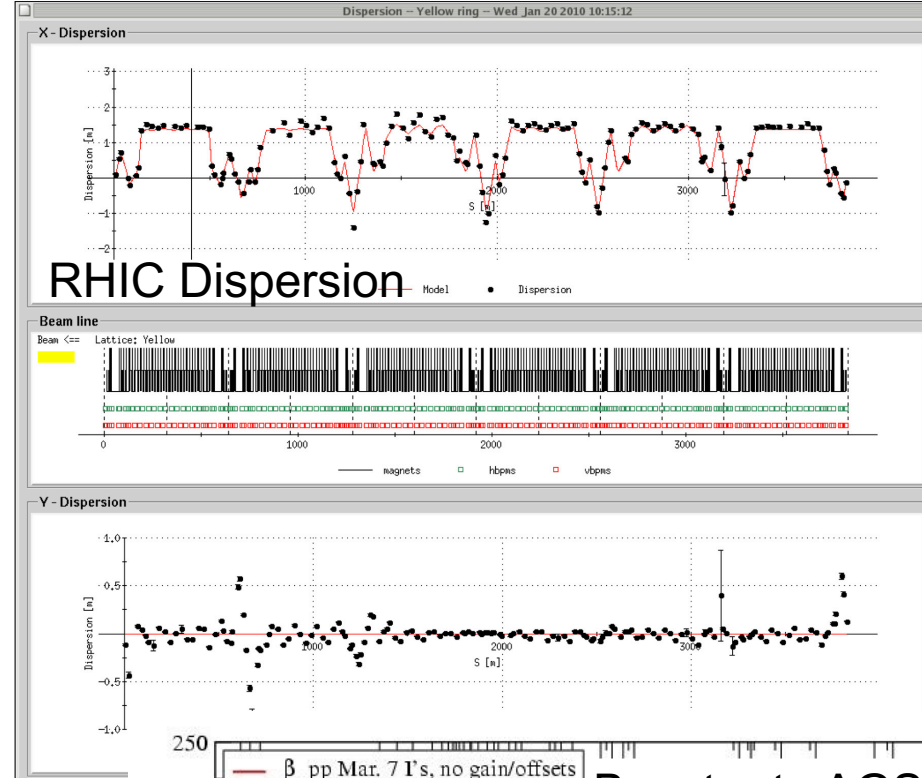 Dispersion -- Yellow ring -- Wed Jan 20 2010 10:15:12
X - Dispersion
3
2
1
0
-1
-2
Dispersion [m]
1000
2000
3000
S [m]
RHIC Dispersion
Model
Dispersion
Beam line
Beam <==
Lattice: Yellow
0
1000
2000
3000
magnets
hbpms
vbpms
Y - Dispersion
1.0
0.5
0.0
-0.5
-1.0
Dispersion [m]
1000
2000
3000
S [m]
250
β pp Mar. 7 1's, no gain/offsets